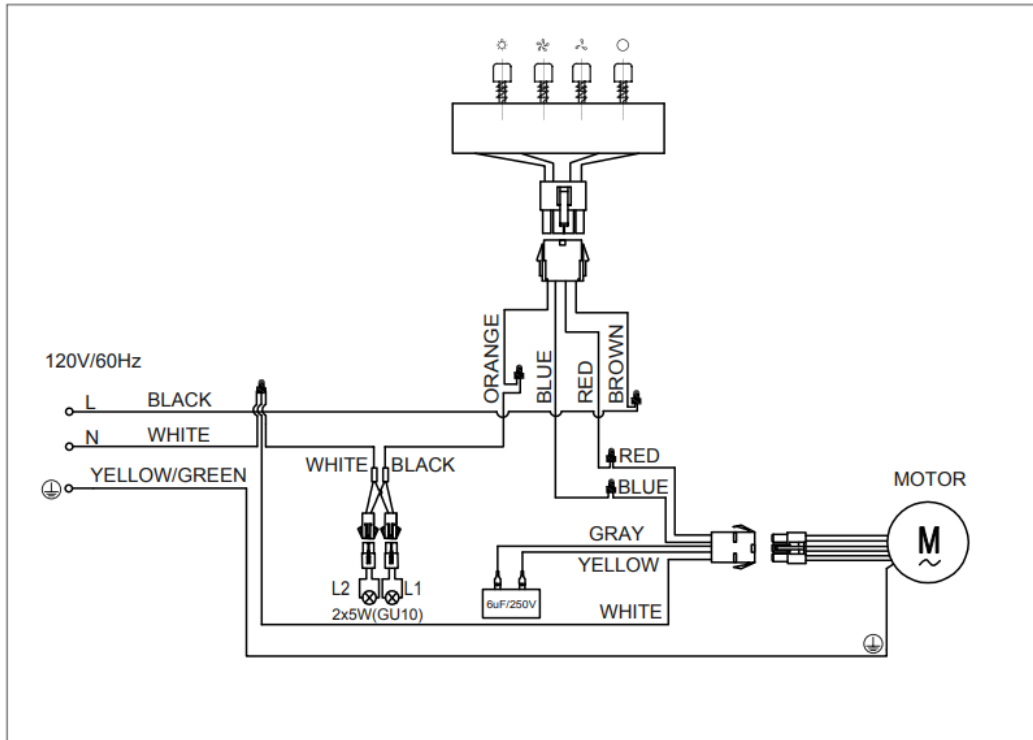 ORANGE
BLUE
RED
BROWN
120V/60Hz
L
BLACK
N
WHITE
YELLOW/GREEN
WHITE
BLACK
RED
BLUE
MOTOR
M
~
GRAY
YELLOW
L2
L1
2x5W(GU10)
6uF/250V
WHITE